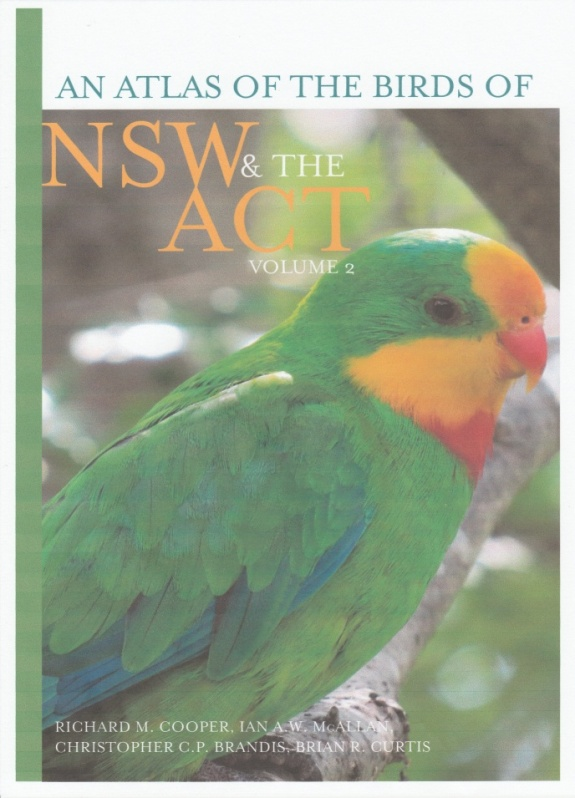 AN ATLAS OF THE BIRDS OF
NSW & THE
ACT
VOLUME 2
RICHARD M. COOPER, IAN A.W. McALLAN,
CHRISTOPHER C.P. BRANDIS, BRIAN R. CURTIS